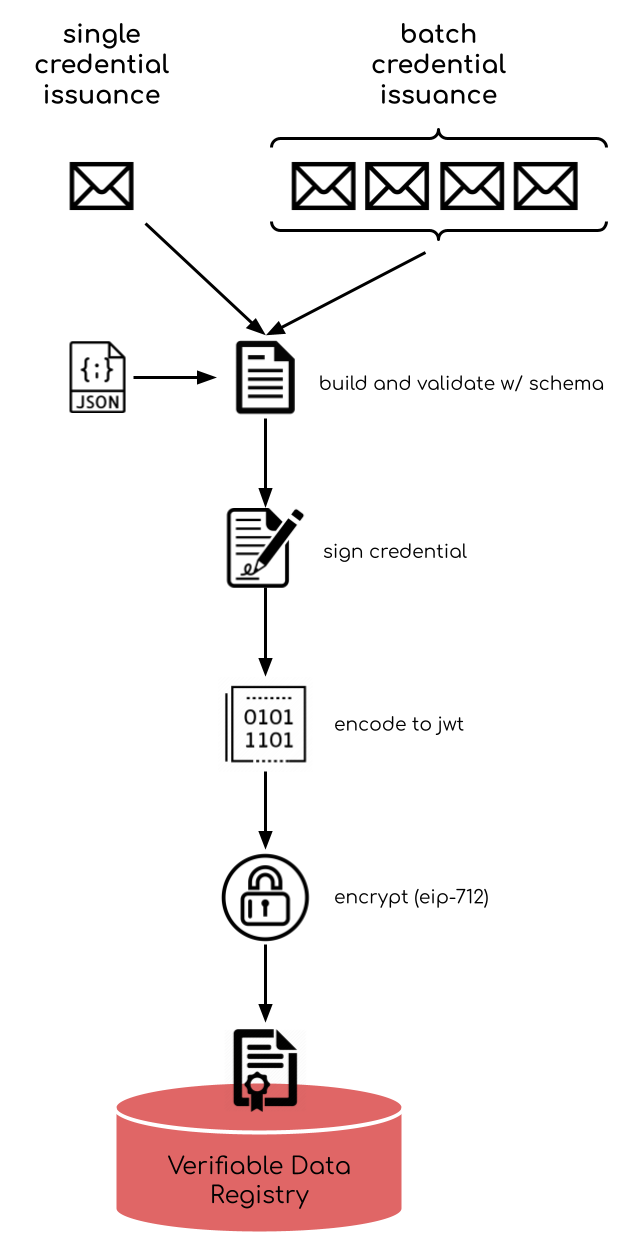 single
credential
issuance
batch
credential
issuance
{;}
JSON
build and validate w/ schema
sign credential
0101
1101
encode to jwt
encrypt (eip-712)
Verifiable Data
Registry